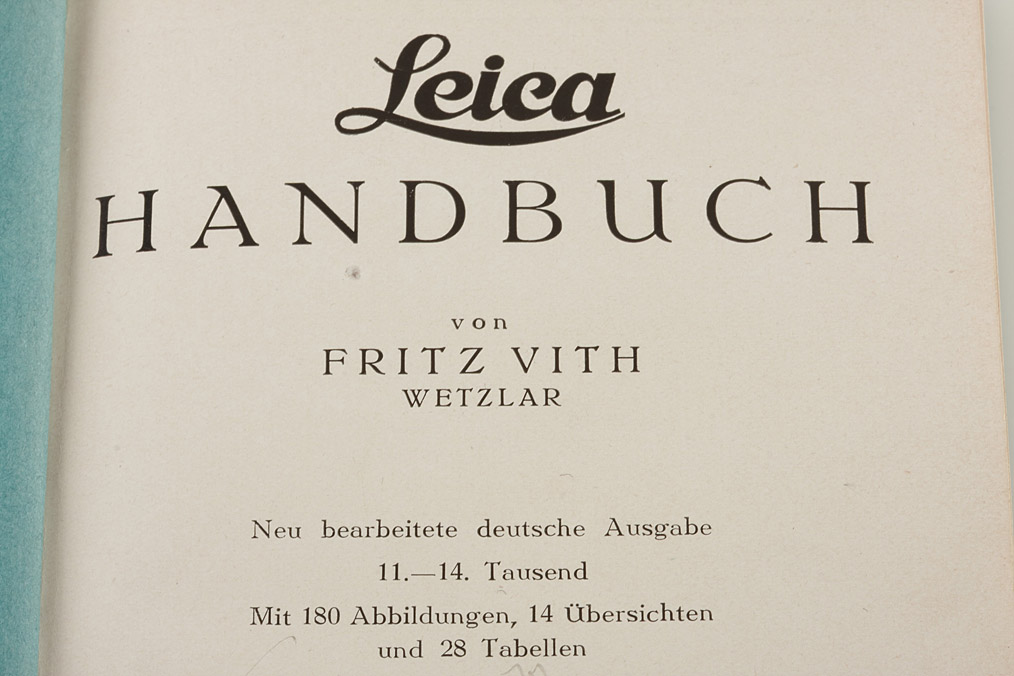 Leica
HANDBUCH
von
FRITZ VITH
WETZLAR
Neu bearbeitete deutsche Ausgabe
11.—14. Tausend
Mit 180 Abbildungen, 14 Übersichten
und 28 Tabellen